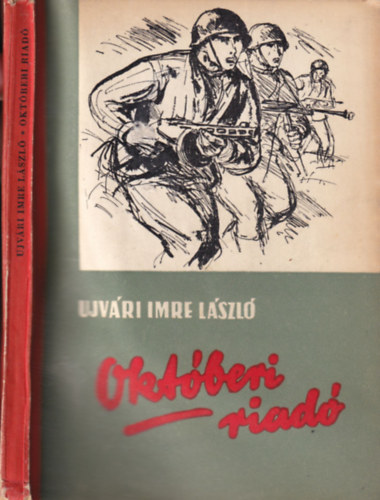 UJVÁRI IMRE LÁSZLÓ • OKTÓBERI RIADÓ
UJVÁRI IMRE LÁSZLÓ
Októberi
riadó